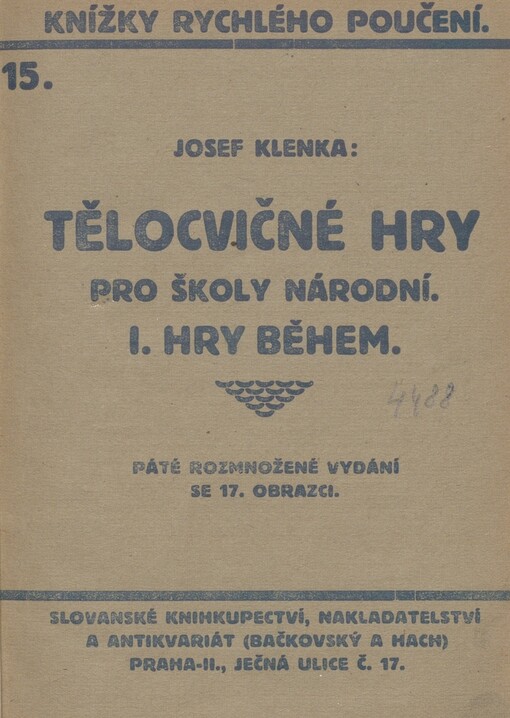 KNÍŽKY RYCHLÉHO POUČENÍ.
15.
JOSEF KLENKA:
TĚLOCVIČNÉ HRY
PRO ŠKOLY NÁRODNÍ.
I. HRY BĚHEM.
4488
PÁTÉ ROZMNOŽENÉ VYDÁNÍ
SE 17. OBRAZCI.
SLOVANSKÉ KNIHKUPECTVÍ, NAKLADATELSTVÍ
A ANTIKVARIÁT (BAČKOVSKÝ A HACH)
PRAHA-II., JEČNÁ ULICE Č. 17.